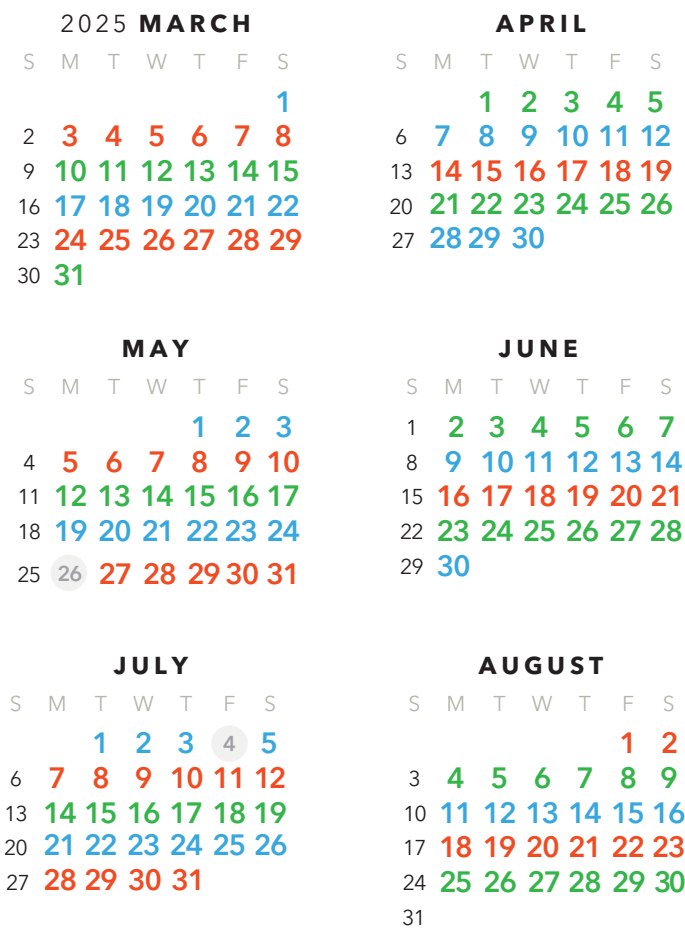 2025 MARCH
S M T W T F S
1
2 3 4 5 6 7 8
9 10 11 12 13 14 15
16 17 18 19 20 21 22
23 24 25 26 27 28 29
30 31
APRIL
S M T W T F S
1 2 3 4 5
6 7 8 9 10 11 12
13 14 15 16 17 18 19
20 21 22 23 24 25 26
27 28 29 30
MAY
S M T W T F S
1 2 3
4 5 6 7 8 9 10
11 12 13 14 15 16 17
18 19 20 21 22 23 24
25 26 27 28 29 30 31
JUNE
S M T W T F S
1 2 3 4 5 6 7
8 9 10 11 12 13 14
15 16 17 18 19 20 21
22 23 24 25 26 27 28
29 30
JULY
S M T W T F S
1 2 3 4 5
6 7 8 9 10 11 12
13 14 15 16 17 18 19
20 21 22 23 24 25 26
27 28 29 30 31
AUGUST
S M T W T F S
1 2
3 4 5 6 7 8 9
10 11 12 13 14 15 16
17 18 19 20 21 22 23
24 25 26 27 28 29 30
31